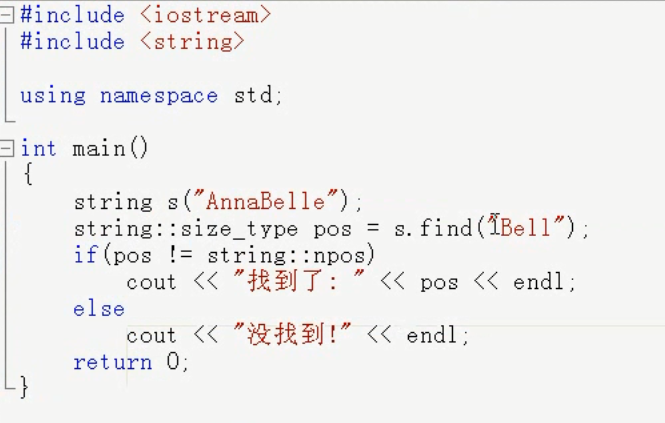 #include <iostream>
#include <string>
using namespace std;
int main()
{
string s("AnnaBelle");
string::size_type pos = s.find("Bell");
if(pos != string::npos)
cout << "找到了: " << pos << endl;
else
cout << "没找到!" << endl;
return 0;
}